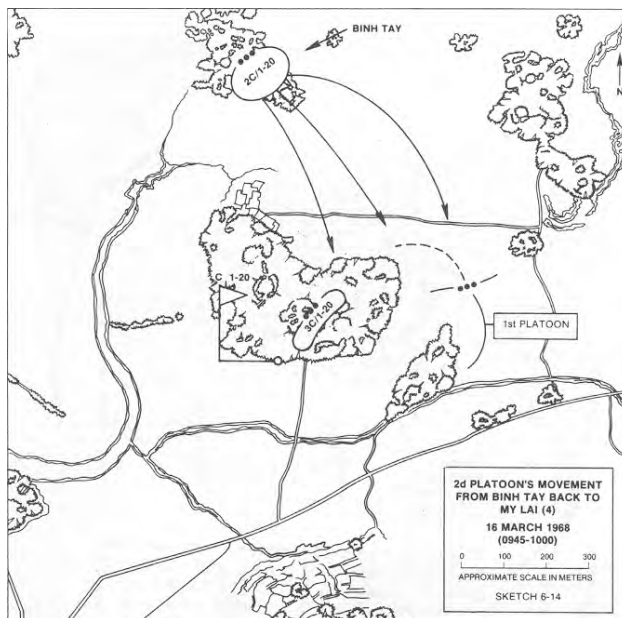 BINH TAY
2C/1-20
N
C 1-20
3C/1-20
1st PLATOON
2d PLATOON'S MOVEMENT
FROM BINH TAY BACK TO
MY LAI (4)
16 MARCH 1968
(0945-1000)
0 100 200 300
APPROXIMATE SCALE IN METERS
SKETCH 6-14